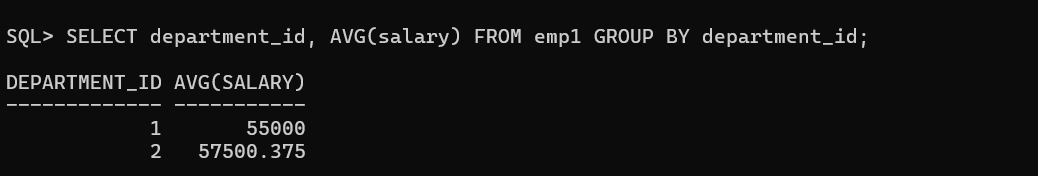 SQL> SELECT department_id, AVG(salary) FROM emp1 GROUP BY department_id;
DEPARTMENT_ID AVG(SALARY)
------------- -----------
            1       55000
            2   57500.375